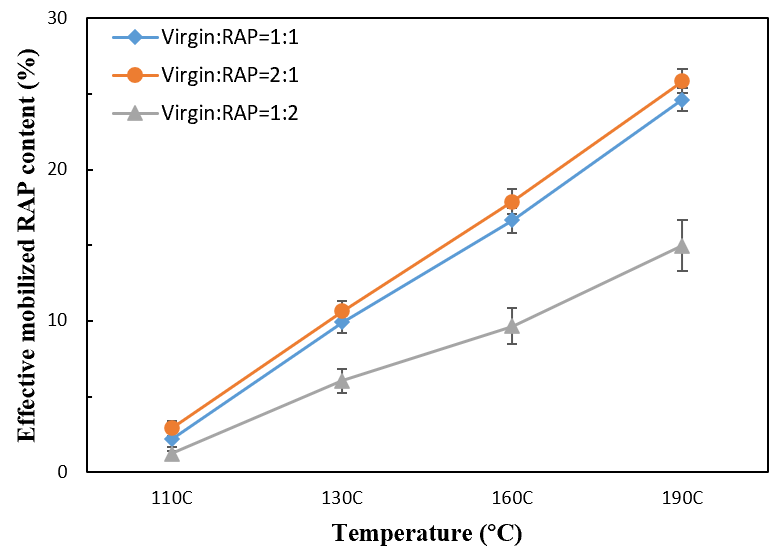 30
Virgin:RAP=1:1
Virgin:RAP=2:1
Virgin:RAP=1:2
20
10
0
Effective mobilized RAP content (%)
110C 130C 160C 190C
Temperature (°C)